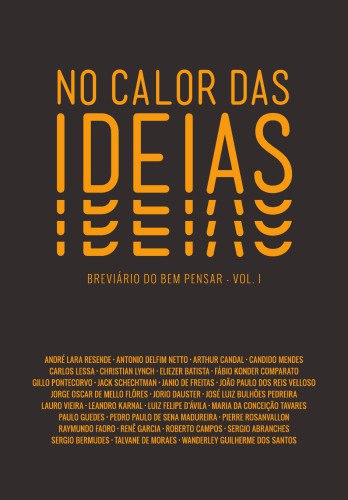 NO CALOR DAS
IDEIAS
BREVIÁRIO DO BEM PENSAR - VOL. I
ANDRÉ LARA RESENDE · ANTONIO DELFIM NETTO · ARTHUR CANDAL · CANDIDO MENDES
CARLOS LESSA · CHRISTIAN LYNCH · ELIEZER BATISTA · FÁBIO KONDER COMPARATO
GILLO PONTECORVO · JACK SCHECHTMAN · JANIO DE FREITAS · JOÃO PAULO DOS REIS VELLOSO
JORGE OSCAR DE MELLO FLÔRES · JORIO DAUSTER · JOSÉ LUIZ BULHÕES PEDREIRA
LAURO VIEIRA · LEANDRO KARNAL · LUIZ FELIPE D'ÁVILA · MARIA DA CONCEIÇÃO TAVARES
PAULO GUEDES · PEDRO PAULO DE SENA MADUREIRA · PIERRE ROSANVALLON
RAYMUNDO FAORO · RENÊ GARCIA · ROBERTO CAMPOS · SERGIO ABRANCHES
SERGIO BERMUDES · TALVANE DE MORAES · WANDERLEY GUILHERME DOS SANTOS